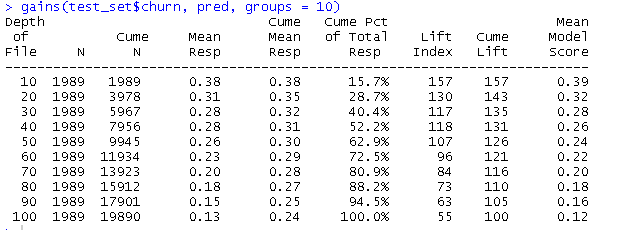 > gains(test_set$churn, pred, groups = 10)
Depth Cume Cume Pct Mean
of Cume Mean Mean of Total Lift Cume Model
File N N Resp Resp Resp Index Lift Score
-------------------------------------------------------------------------
10 1989 1989 0.38 0.38 15.7% 157 157 0.39
20 1989 3978 0.31 0.35 28.7% 130 143 0.32
30 1989 5967 0.28 0.32 40.4% 117 135 0.28
40 1989 7956 0.28 0.31 52.2% 118 131 0.26
50 1989 9945 0.26 0.30 62.9% 107 126 0.24
60 1989 11934 0.23 0.29 72.5% 96 121 0.22
70 1989 13923 0.20 0.28 80.9% 84 116 0.20
80 1989 15912 0.18 0.27 88.2% 73 110 0.18
90 1989 17901 0.15 0.25 94.5% 63 105 0.16
100 1989 19890 0.13 0.24 100.0% 55 100 0.12